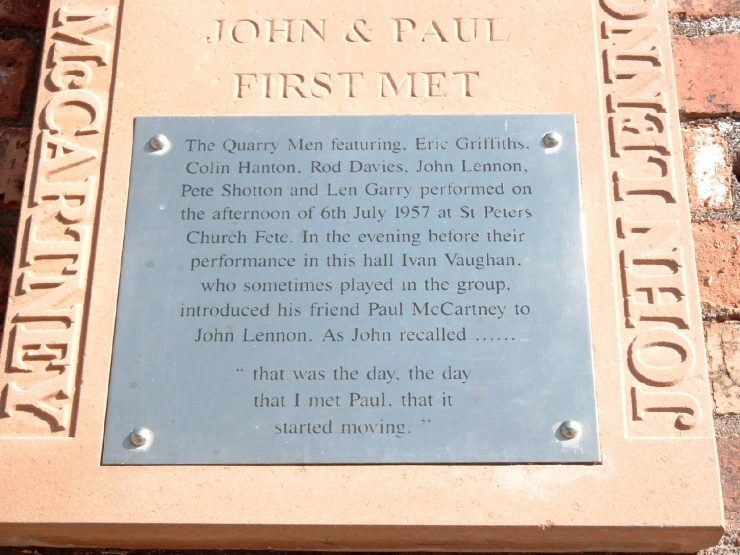 JOHN & PAUL
FIRST MET
McCARTNEY
The Quarry Men featuring, Eric Griffiths,
Colin Hanton, Rod Davies, John Lennon,
Pete Shotton and Len Garry performed on
the afternoon of 6th July 1957 at St Peters
Church Fete. In the evening before their
performance in this hall Ivan Vaughan,
who sometimes played in the group,
introduced his friend Paul McCartney to
John Lennon. As John recalled ......
" that was the day, the day
that I met Paul, that it
started moving. "
JOHN LENNO